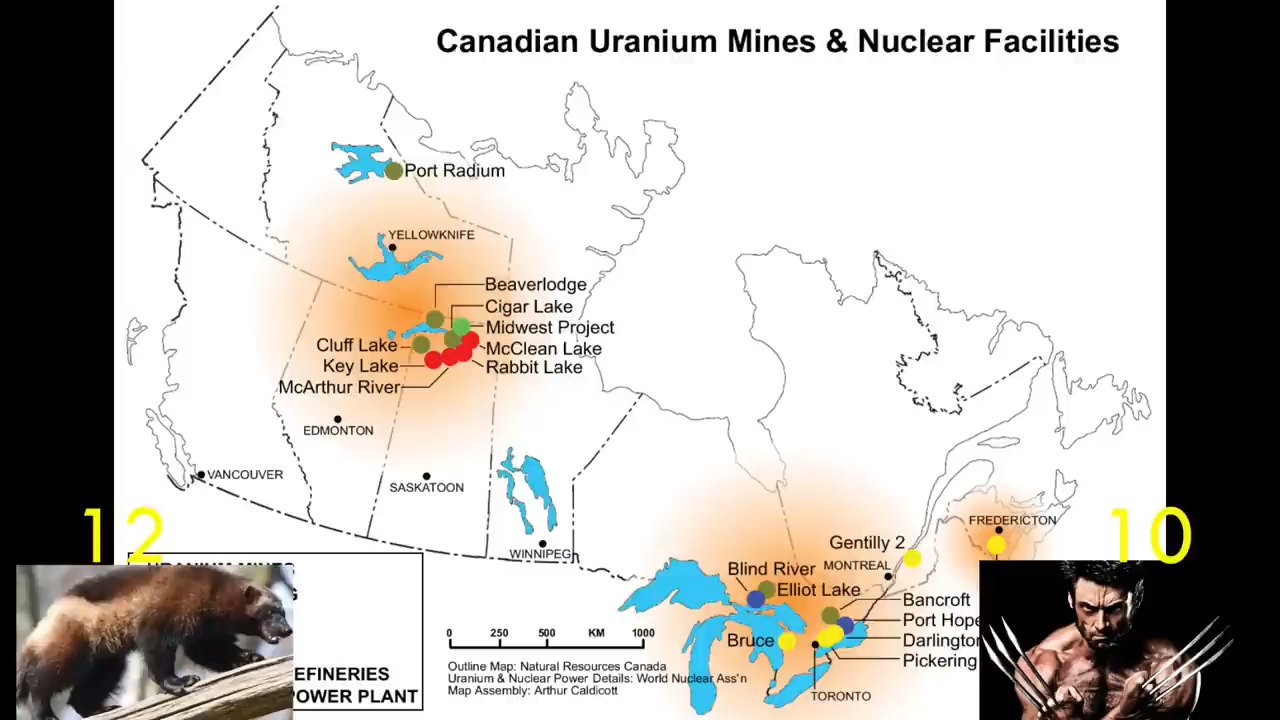 Canadian Uranium Mines & Nuclear Facilities
Port Radium
YELLOWKNIFE
Beaverlodge
Cigar Lake
Midwest Project
Cluff Lake
McClean Lake
Key Lake
Rabbit Lake
McArthur River
EDMONTON
VANCOUVER
SASKATOON
12
10
FREDERICTON
Gentilly 2
WINNIPEG
MONTREAL
Blind River
Elliot Lake
Bancroft
Port Hope
Bruce
Darlington
Pickering
TORONTO
0 250 500 KM 1000
Outline Map: Natural Resources Canada
Uranium & Nuclear Power Details: World Nuclear Ass'n
Map Assembly: Arthur Caldicott
URANIUM MINES
EFINERIES
POWER PLANT